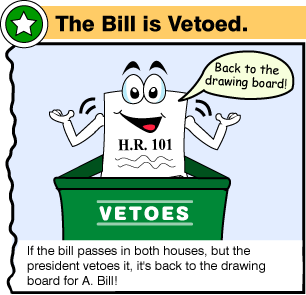 The Bill is Vetoed.
Back to the
drawing board!
H.R. 101
VETOES
If the bill passes in both houses, but the
president vetoes it, it's back to the drawing
board for A. Bill!